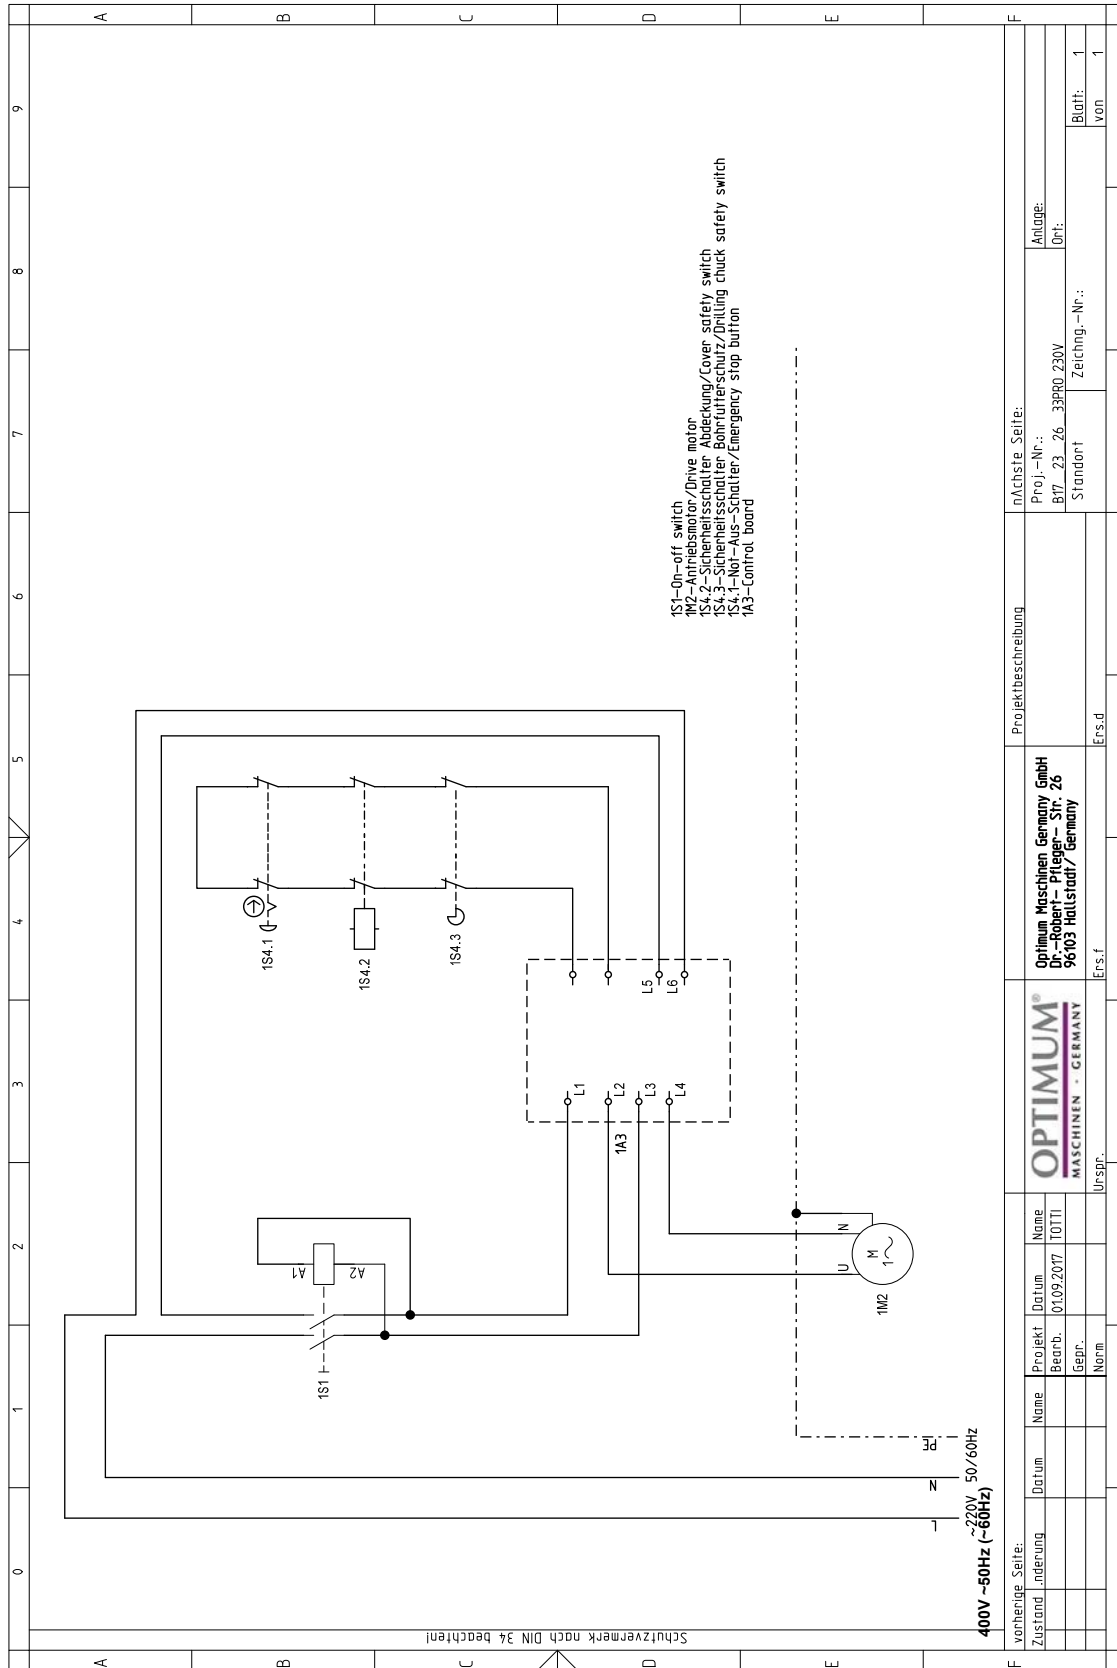 0 1 2 3 4 5 6 7 8 9
A
B
C
D
E
F
A
B
C
D
E
F
Schutzvermerk nach DIN 34 beachten!
1S1
A1
A2
1S4.1
1S4.2
1S4.3
1A3
L1
L2
L3
L4
L5
L6
1S1-On-off switch
1M2-Antriebsmotor/Drive motor
1S4.2-Sicherheitsschalter Abdeckung/Cover safety switch
1S4.3-Sicherheitsschalter Bohrfutterschutz/Drilling chuck safety switch
1S4.1-Not-Aus-Schalter/Emergency stop button
1A3-Control board
U
N
M
1~
1M2
L
N
PE
~220V 50/60Hz
400V ~50Hz (~60Hz)
vorherige Seite:
nAchste Seite:
Zustand
.nderung
Datum
Name
Projekt
Datum
Name
Bearb.
01.09.2017
TOTTI
Gepr.
Norm
Urspr.
OPTIMUM®
MASCHINEN - GERMANY
Optimum Maschinen Germany GmbH
Dr.-Robert- Pfleger- Str. 26
96103 Hallstadt/ Germany
Ers.f
Ers.d
Projektbeschreibung
Proj.-Nr.:
B17_23_26_33PRO 230V
Standort
Zeichng.-Nr.:
Anlage:
Ort:
Blatt: 1
von 1